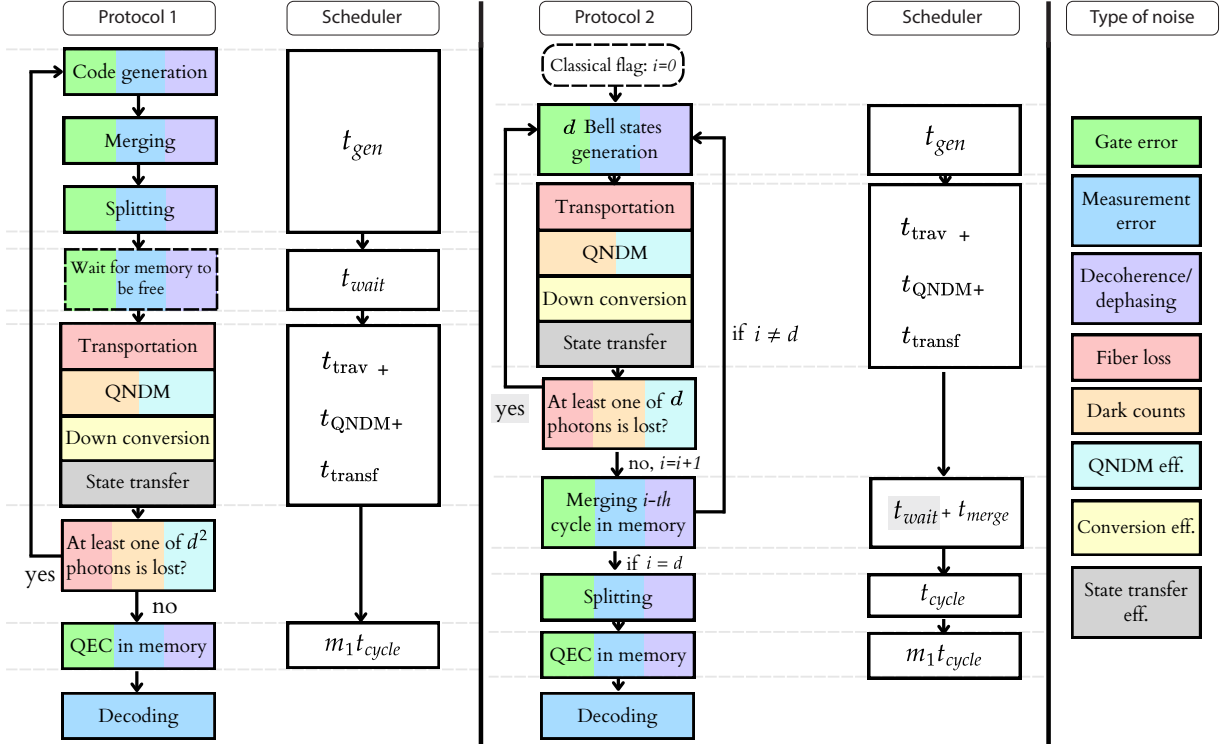 Protocol 1
Scheduler
Code generation
Merging
Splitting
t_gen
Wait for memory to
be free
t_wait
Transportation
QNDM
Down conversion
State transfer
t_trav +
t_QNDM+
t_transf
At least one of d²
photons is lost?
yes
no
QEC in memory
m₁t_cycle
Decoding
Protocol 2
Scheduler
Classical flag: i=0
d Bell states
generation
t_gen
Transportation
QNDM
Down conversion
State transfer
t_trav +
t_QNDM+
t_transf
if i ≠ d
At least one of d
photons is lost?
yes
no, i=i+1
Merging i-th
cycle in memory
t_wait + t_merge
if i = d
Splitting
t_cycle
QEC in memory
m₁t_cycle
Decoding
Type of noise
Gate error
Measurement
error
Decoherence/
dephasing
Fiber loss
Dark counts
QNDM eff.
Conversion eff.
State transfer
eff.